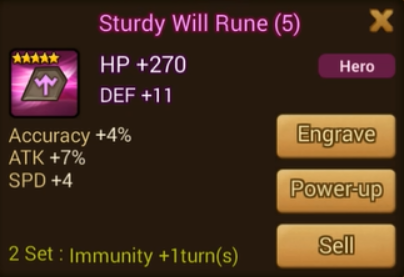 Sturdy Will Rune (5)
HP +270
Hero
DEF +11
Accuracy +4%
ATK +7%
SPD +4
Engrave
Power-up
Sell
2 Set : Immunity +1turn(s)